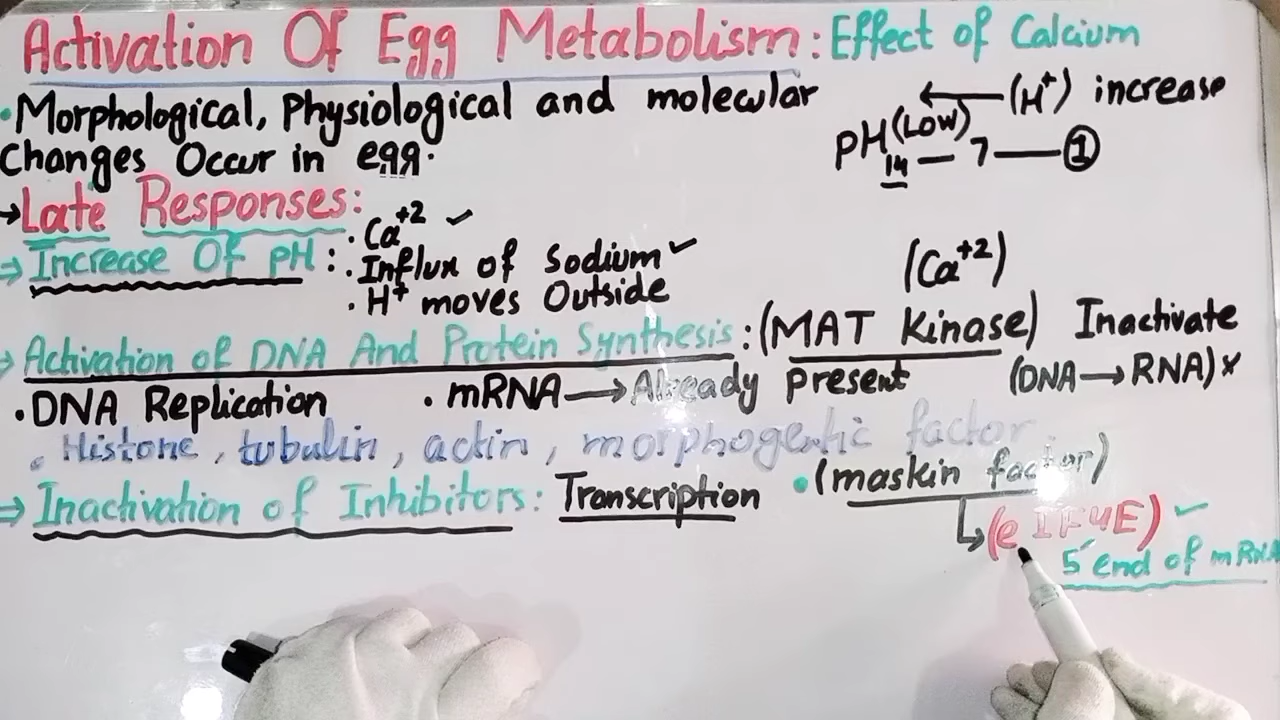 Activation Of Egg Metabolism: Effect of Calcium
• Morphological, Physiological and molecular
Changes Occur in egg.
← (H⁺) increase
PH (LOW)
14 — 7 — 1
→ Late Responses:
⇒ Increase Of pH: • Ca⁺² ✓
• Influx of Sodium ✓
• H⁺ moves Outside
(Ca⁺²)
⇒ Activation of DNA And Protein Synthesis: (MAT Kinase) Inactivate
• DNA Replication • mRNA → Already present (DNA → RNA) ×
• Histone, tubulin, actin, morphogentic factor
⇒ Inactivation of Inhibitors: Transcription • (maskin factor)
↳ (eIF4E) ✓
5' end of mRNA